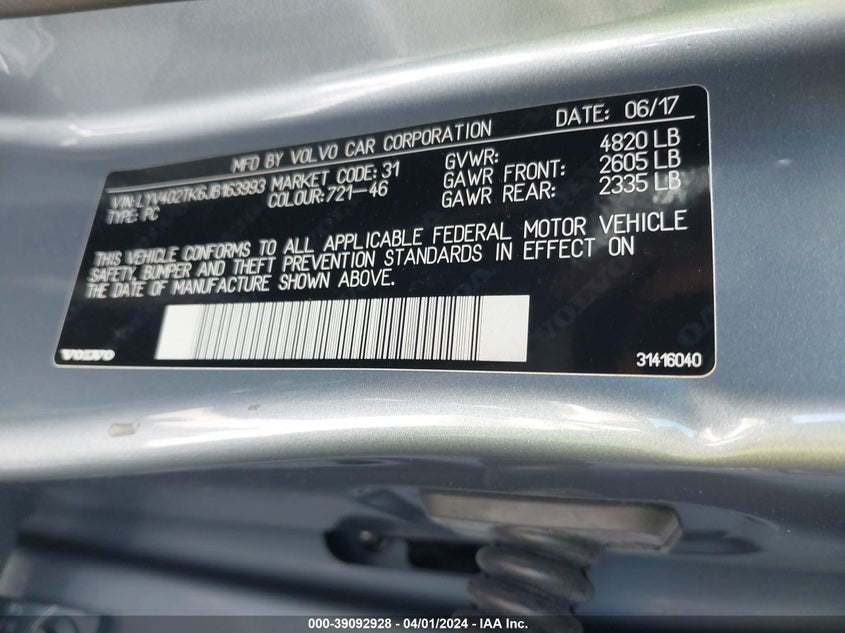 MFD BY VOLVO CAR CORPORATION DATE: 06/17
VIN: LYV402TK6JB163993 MARKET CODE: 31 GVWR: 4820 LB
TYPE: PC COLOUR:721-46 GAWR FRONT: 2605 LB
GAWR REAR: 2335 LB
THIS VEHICLE CONFORMS TO ALL APPLICABLE FEDERAL MOTOR VEHICLE
SAFETY, BUMPER AND THEFT PREVENTION STANDARDS IN EFFECT ON
THE DATE OF MANUFACTURE SHOWN ABOVE.
VOLVO 31416040
000-39092928 - 04/01/2024 - IAA Inc.